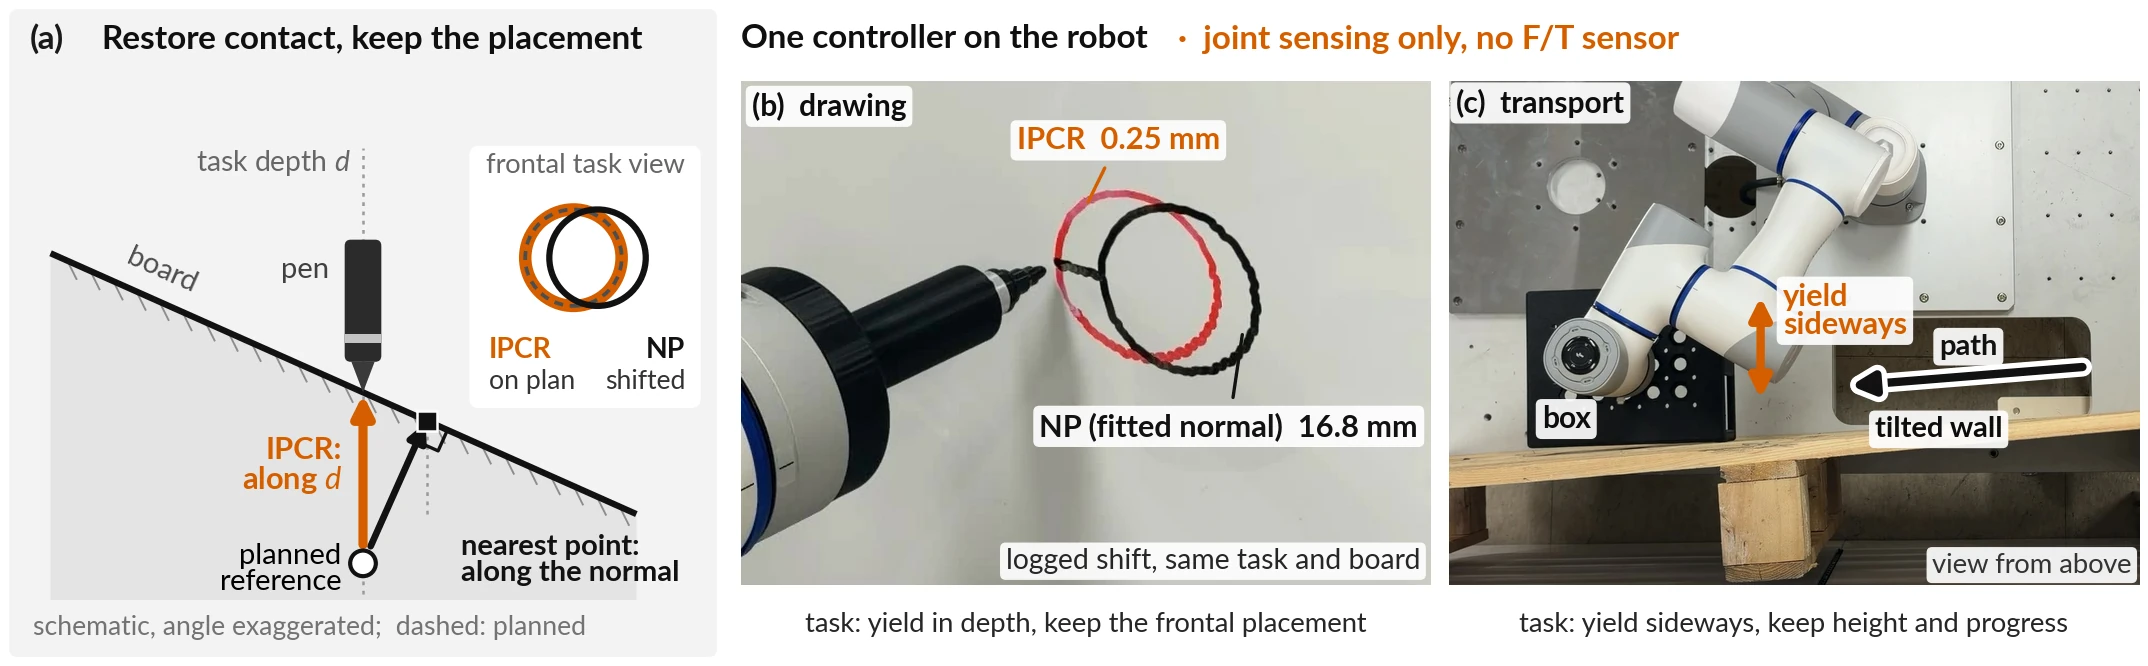 (a) Restore contact, keep the placement
task depth d
board
pen
frontal task view
IPCR
on plan
NP
shifted
IPCR:
along d
planned
reference
nearest point:
along the normal
schematic, angle exaggerated; dashed: planned
One controller on the robot · joint sensing only, no F/T sensor
(b) drawing
IPCR 0.25 mm
NP (fitted normal) 16.8 mm
logged shift, same task and board
task: yield in depth, keep the frontal placement
(c) transport
yield
sideways
path
box
tilted wall
view from above
task: yield sideways, keep height and progress